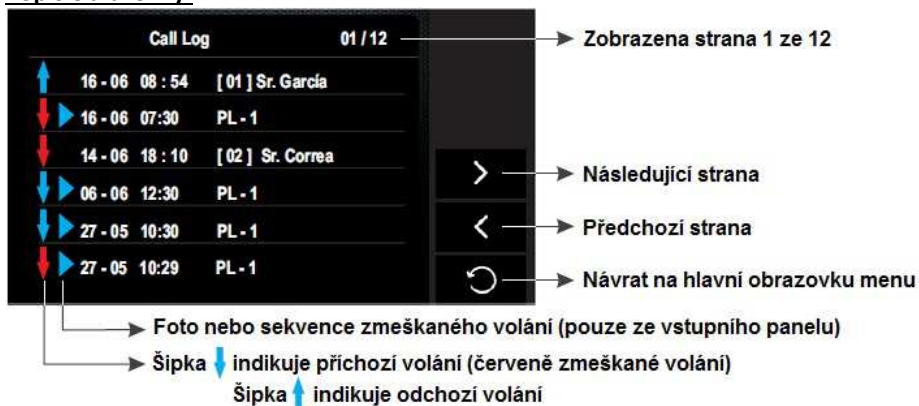 Call Log 01 / 12
Zobrazena strana 1 ze 12
16 - 06 08 : 54 [ 01 ] Sr. García
16 - 06 07:30 PL - 1
14 - 06 18 : 10 [ 02 ] Sr. Correa
06 - 06 12:30 PL - 1
27 - 05 10:30 PL - 1
27 - 05 10:29 PL - 1
Následující strana
Předchozí strana
Návrat na hlavní obrazovku menu
Foto nebo sekvence zmeškaného volání (pouze ze vstupního panelu)
Šipka indikuje příchozí volání (červeně zmeškané volání)
Šipka indikuje odchozí volání